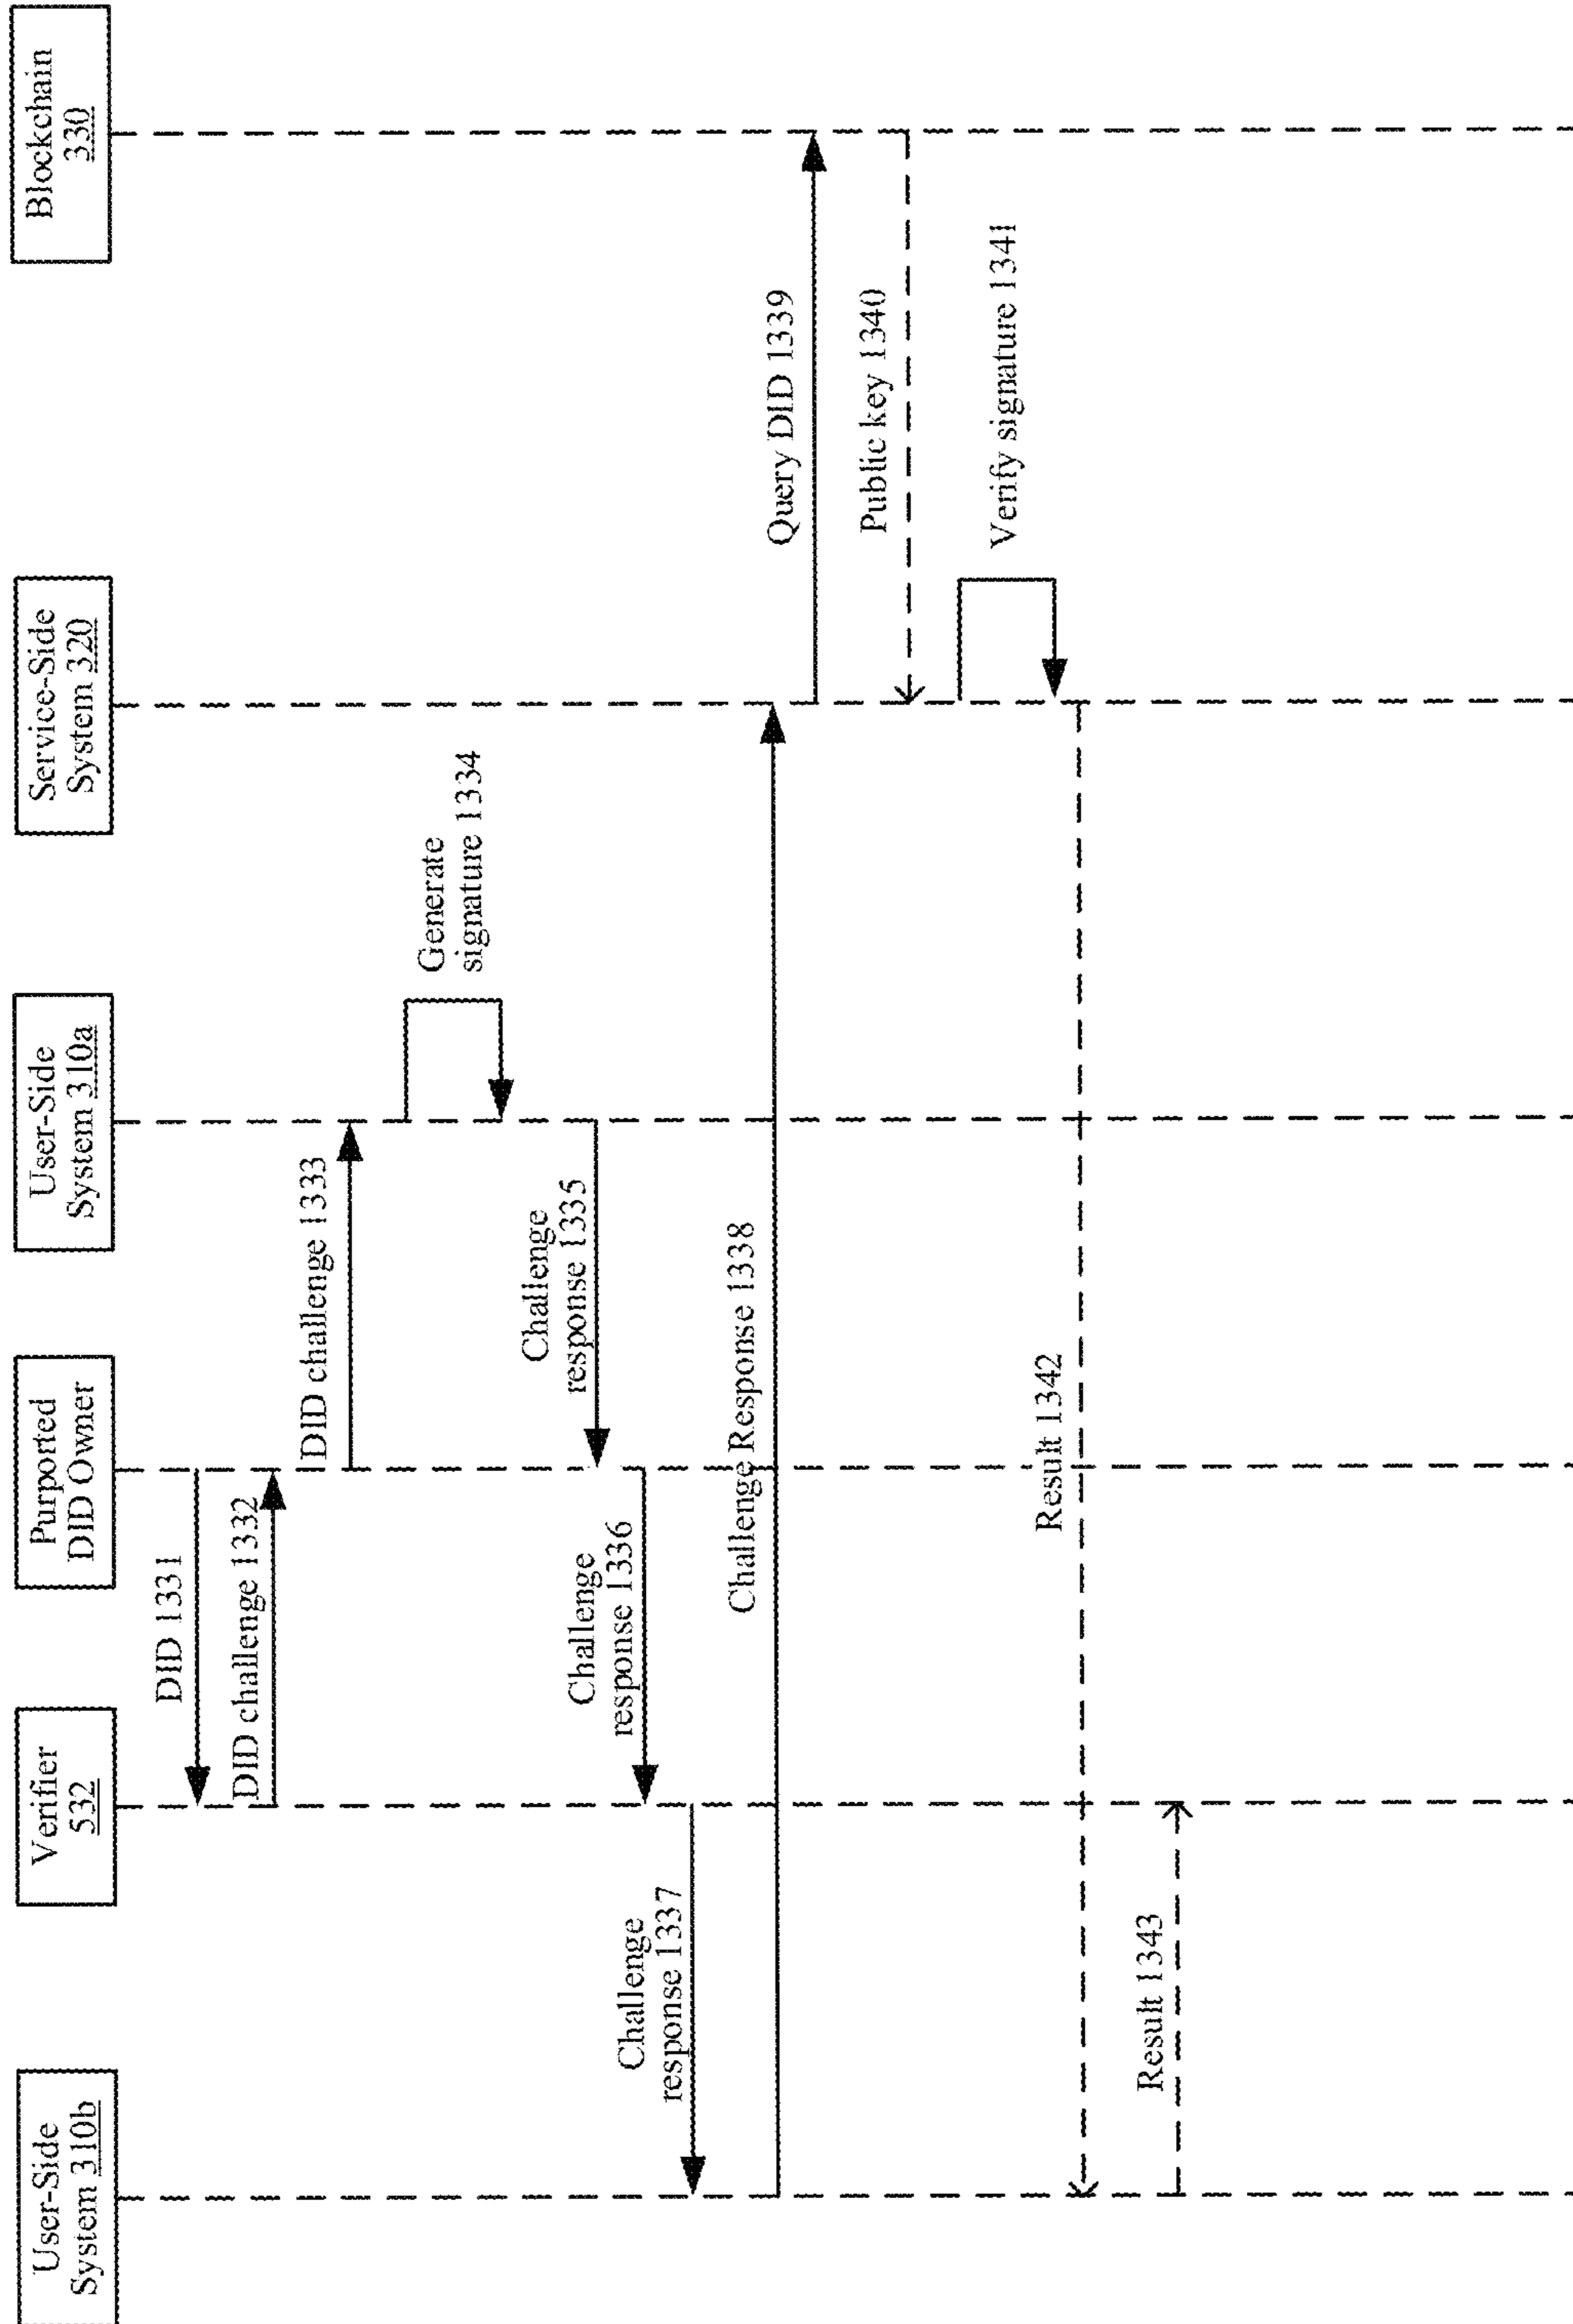 User-Side
System 310b
Verifier
532
Purported
DID Owner
User-Side
System 310a
Service-Side
System 320
Blockchain
330
DID 1331
DID challenge 1332
DID challenge 1333
Generate
signature 1334
Challenge
response 1335
Challenge
response 1336
Challenge
response 1337
Challenge Response 1338
Query DID 1339
Public key 1340
Verify signature 1341
Result 1342
Result 1343